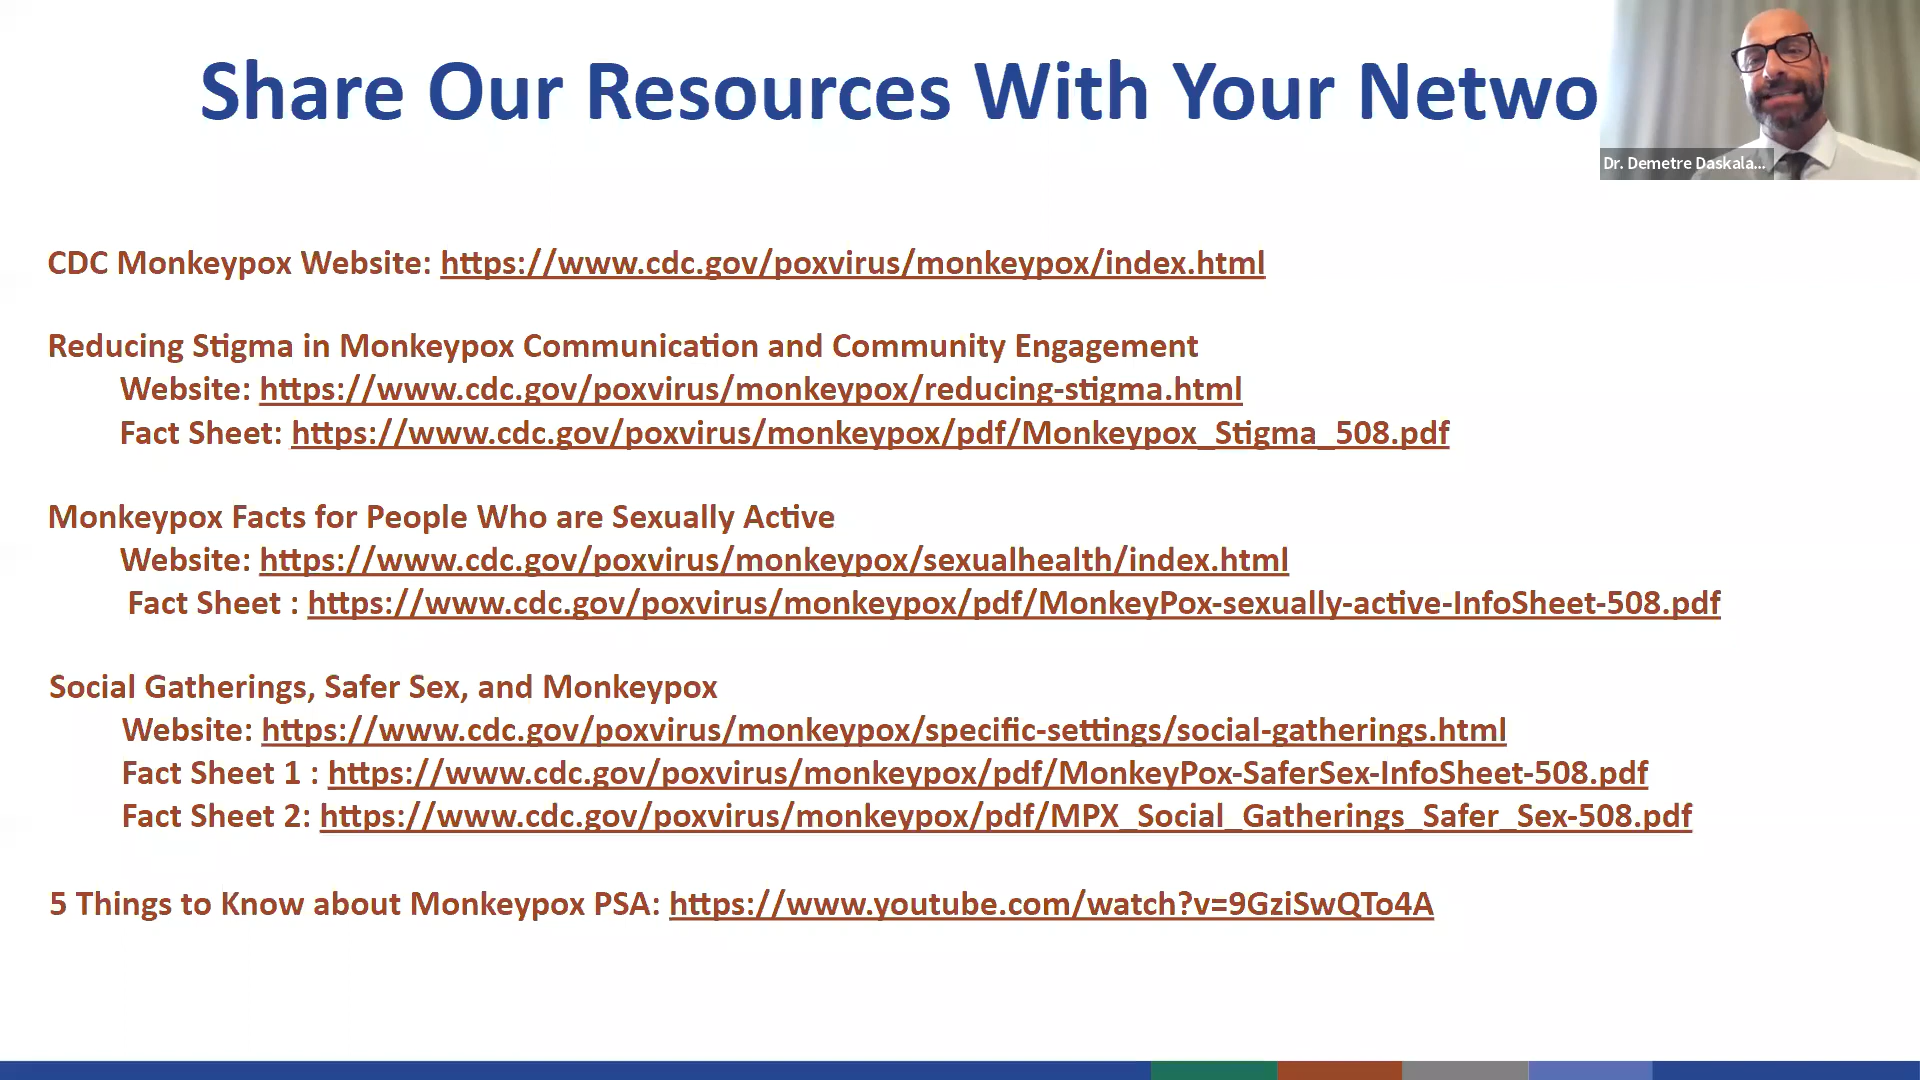 Share Our Resources With Your Netwo
Dr. Demetre Daskala...
CDC Monkeypox Website: https://www.cdc.gov/poxvirus/monkeypox/index.html
Reducing Stigma in Monkeypox Communication and Community Engagement
Website: https://www.cdc.gov/poxvirus/monkeypox/reducing-stigma.html
Fact Sheet: https://www.cdc.gov/poxvirus/monkeypox/pdf/Monkeypox_Stigma_508.pdf
Monkeypox Facts for People Who are Sexually Active
Website: https://www.cdc.gov/poxvirus/monkeypox/sexualhealth/index.html
Fact Sheet : https://www.cdc.gov/poxvirus/monkeypox/pdf/MonkeyPox-sexually-active-InfoSheet-508.pdf
Social Gatherings, Safer Sex, and Monkeypox
Website: https://www.cdc.gov/poxvirus/monkeypox/specific-settings/social-gatherings.html
Fact Sheet 1 : https://www.cdc.gov/poxvirus/monkeypox/pdf/MonkeyPox-SaferSex-InfoSheet-508.pdf
Fact Sheet 2: https://www.cdc.gov/poxvirus/monkeypox/pdf/MPX_Social_Gatherings_Safer_Sex-508.pdf
5 Things to Know about Monkeypox PSA: https://www.youtube.com/watch?v=9GziSwQTo4A